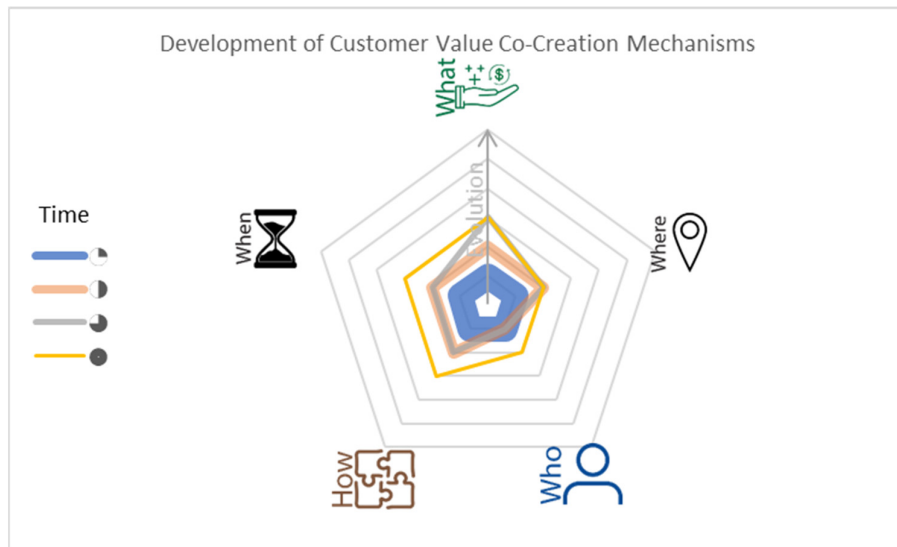 Development of Customer Value Co-Creation Mechanisms
What
Evolution
Time
When
Where
How
Who